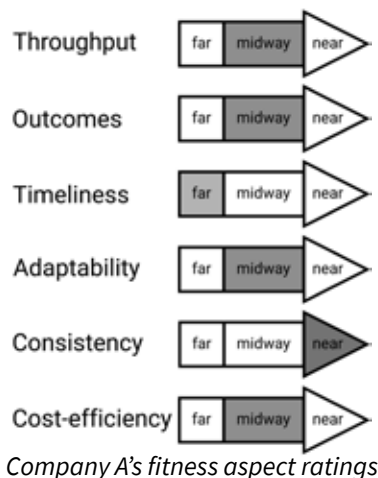 Throughput far midway near
Outcomes far midway near
Timeliness far midway near
Adaptability far midway near
Consistency far midway near
Cost-efficiency far midway near
Company A's fitness aspect ratings